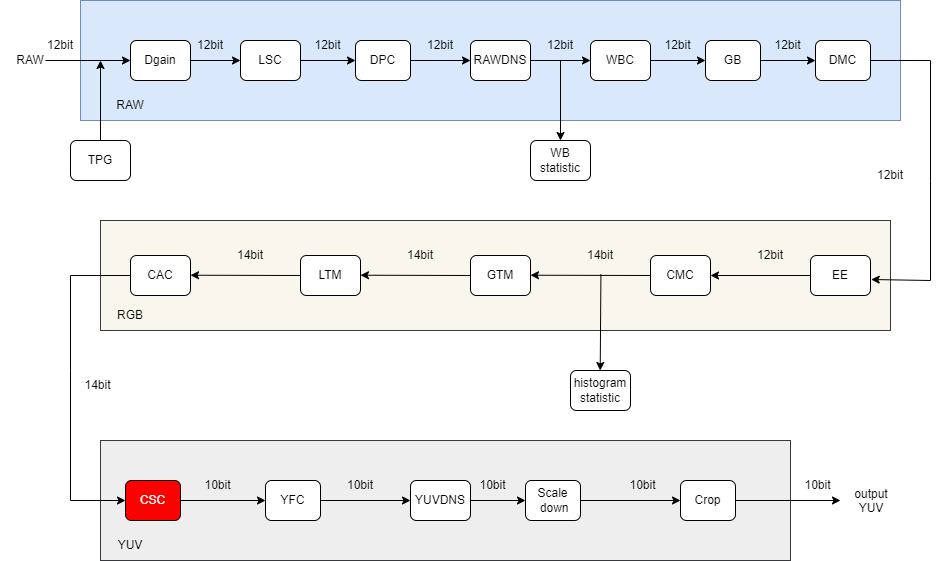 12bit
12bit
12bit
12bit
12bit
12bit
12bit
RAW
Dgain
LSC
DPC
RAWDNS
WBC
GB
DMC
RAW
TPG
WB
statistic
12bit
14bit
14bit
14bit
12bit
CAC
LTM
GTM
CMC
EE
RGB
histogram
statistic
14bit
10bit
10bit
10bit
10bit
10bit
CSC
YFC
YUVDNS
Scale
down
Crop
output
YUV
YUV